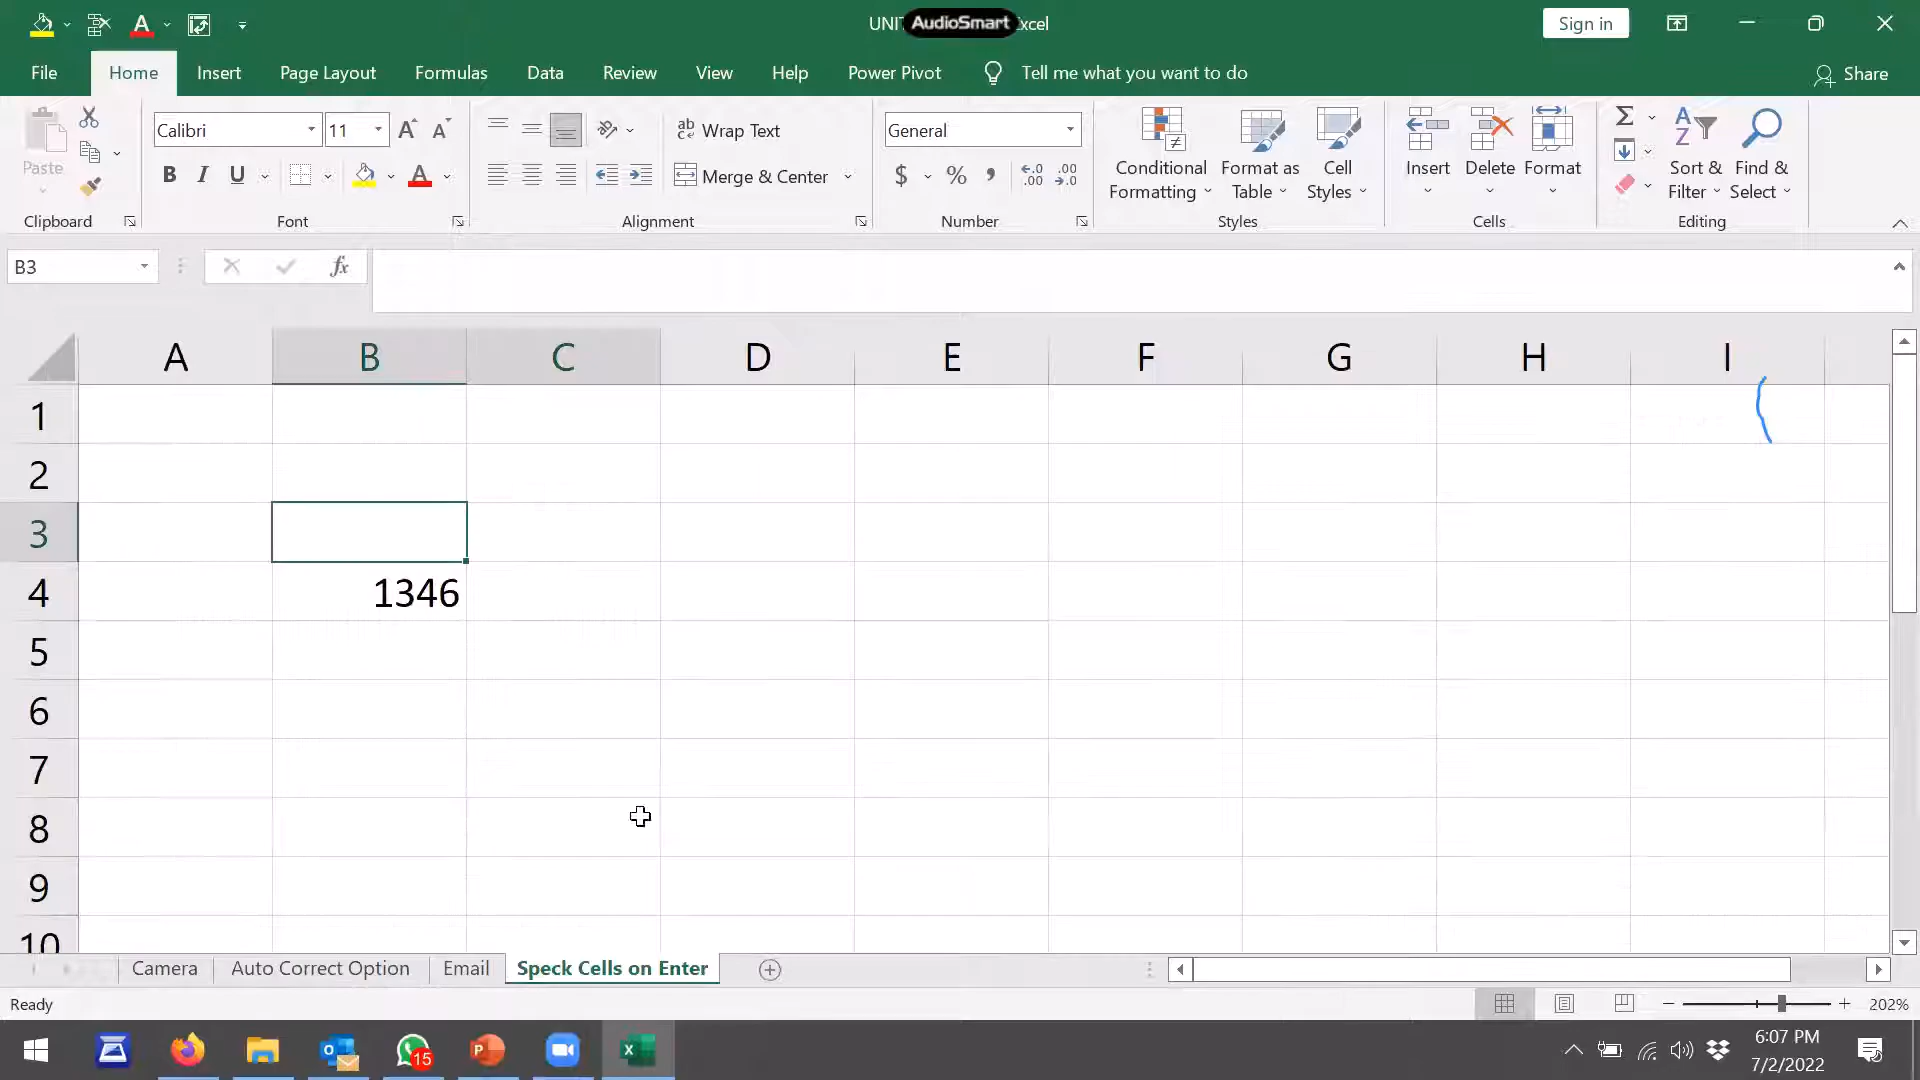 UNIT AudioSmart Excel
Sign in
File Home Insert Page Layout Formulas Data Review View Help Power Pivot Tell me what you want to do Share
Calibri 11 Wrap Text General
Paste B I U Merge & Center $ % Conditional Formatting Format as Table Cell Styles Insert Delete Format Sort & Filter Find & Select
Clipboard Font Alignment Number Styles Cells Editing
B3 fx
A B C D E F G H I
1
2
3
4 1346
5
6
7
8
9
10
Camera Auto Correct Option Email Speck Cells on Enter
Ready 202%
15 6:07 PM
7/2/2022